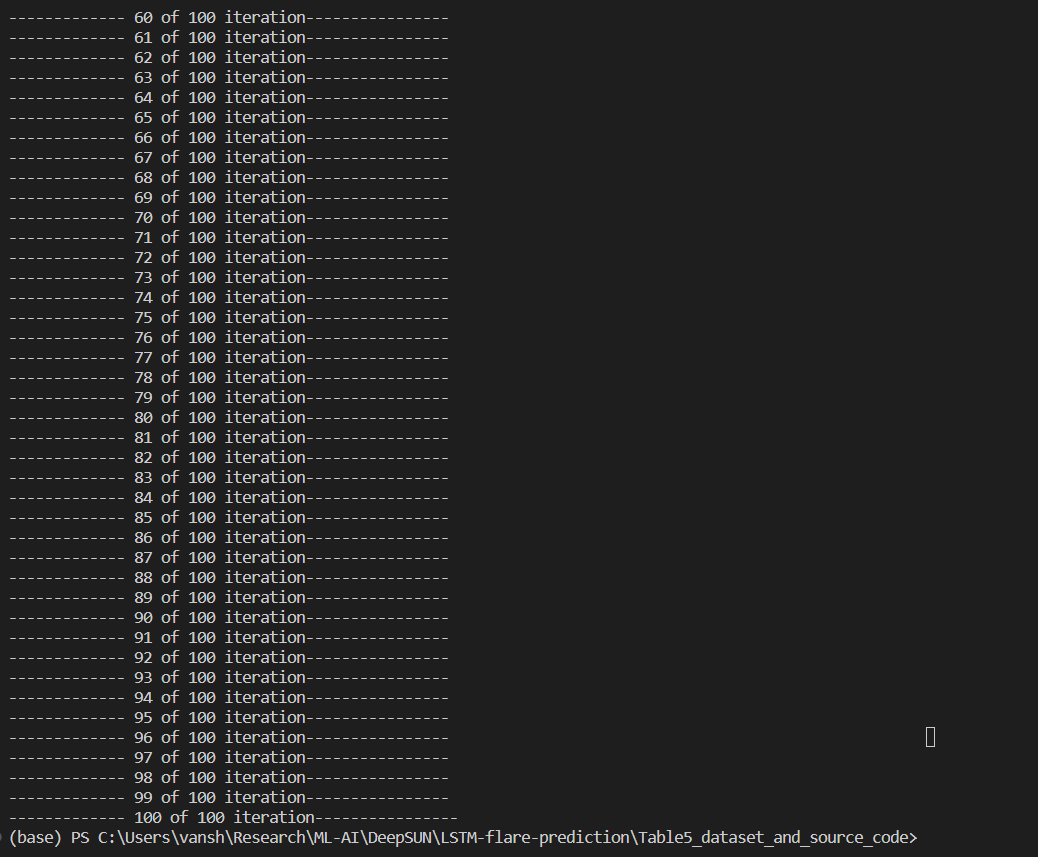 ------------- 60 of 100 iteration----------------
------------- 61 of 100 iteration----------------
------------- 62 of 100 iteration----------------
------------- 63 of 100 iteration----------------
------------- 64 of 100 iteration----------------
------------- 65 of 100 iteration----------------
------------- 66 of 100 iteration----------------
------------- 67 of 100 iteration----------------
------------- 68 of 100 iteration----------------
------------- 69 of 100 iteration----------------
------------- 70 of 100 iteration----------------
------------- 71 of 100 iteration----------------
------------- 72 of 100 iteration----------------
------------- 73 of 100 iteration----------------
------------- 74 of 100 iteration----------------
------------- 75 of 100 iteration----------------
------------- 76 of 100 iteration----------------
------------- 77 of 100 iteration----------------
------------- 78 of 100 iteration----------------
------------- 79 of 100 iteration----------------
------------- 80 of 100 iteration----------------
------------- 81 of 100 iteration----------------
------------- 82 of 100 iteration----------------
------------- 83 of 100 iteration----------------
------------- 84 of 100 iteration----------------
------------- 85 of 100 iteration----------------
------------- 86 of 100 iteration----------------
------------- 87 of 100 iteration----------------
------------- 88 of 100 iteration----------------
------------- 89 of 100 iteration----------------
------------- 90 of 100 iteration----------------
------------- 91 of 100 iteration----------------
------------- 92 of 100 iteration----------------
------------- 93 of 100 iteration----------------
------------- 94 of 100 iteration----------------
------------- 95 of 100 iteration----------------
------------- 96 of 100 iteration----------------
------------- 97 of 100 iteration----------------
------------- 98 of 100 iteration----------------
------------- 99 of 100 iteration----------------
------------- 100 of 100 iteration----------------
(base) PS C:\Users\vansh\Research\ML-AI\DeepSUN\LSTM-flare-prediction\Table5_dataset_and_source_code>